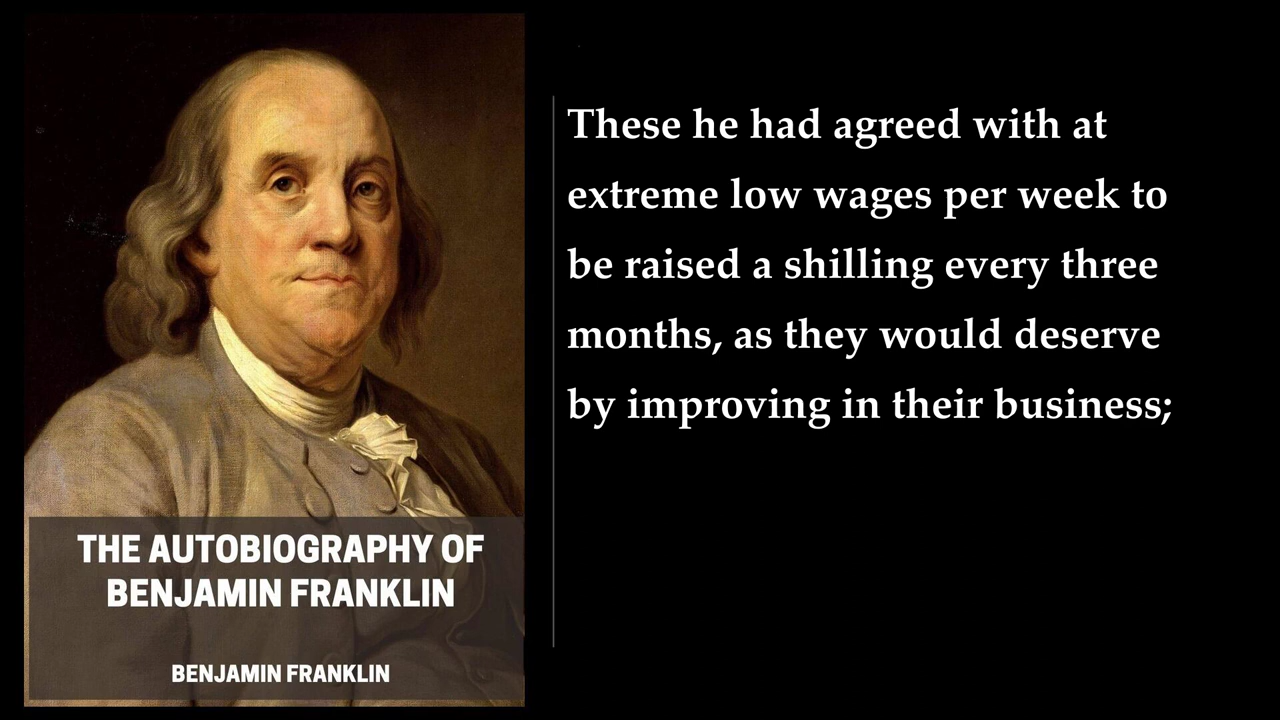 These he had agreed with at
extreme low wages per week to
be raised a shilling every three
months, as they would deserve
by improving in their business;
THE AUTOBIOGRAPHY OF
BENJAMIN FRANKLIN
BENJAMIN FRANKLIN